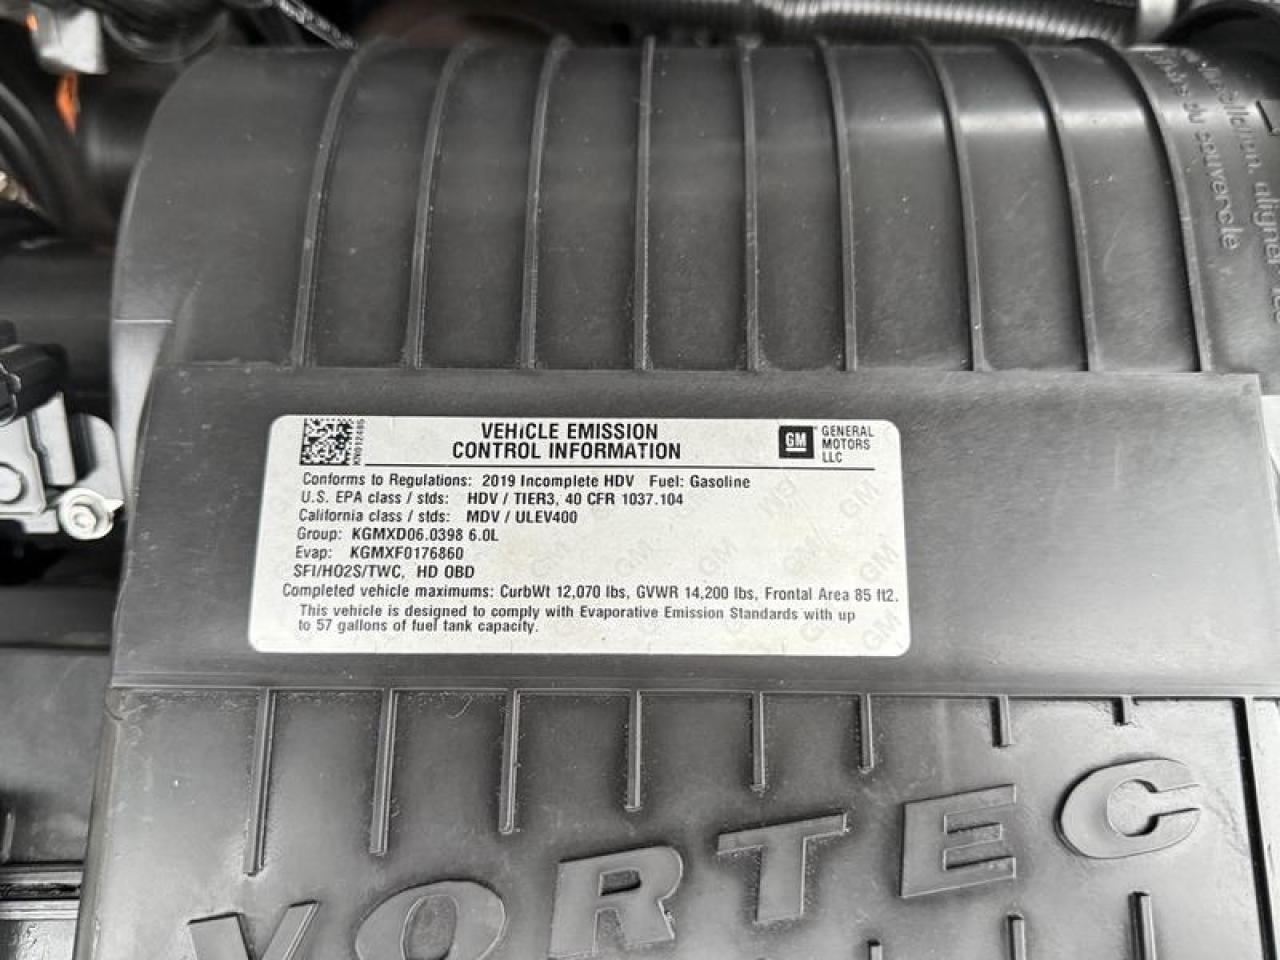 du couvercle
KN012485
VEHICLE EMISSION
CONTROL INFORMATION
GM
GENERAL
MOTORS
LLC
Conforms to Regulations: 2019 Incomplete HDV Fuel: Gasoline
U.S. EPA class / stds: HDV / TIER3, 40 CFR 1037.104
California class / stds: MDV / ULEV400
Group: KGMXD06.0398 6.0L
Evap: KGMXF0176860
SFI/HO2S/TWC, HD OBD
Completed vehicle maximums: CurbWt 12,070 lbs, GVWR 14,200 lbs, Frontal Area 85 ft2.
This vehicle is designed to comply with Evaporative Emission Standards with up
to 57 gallons of fuel tank capacity.
VORTEC